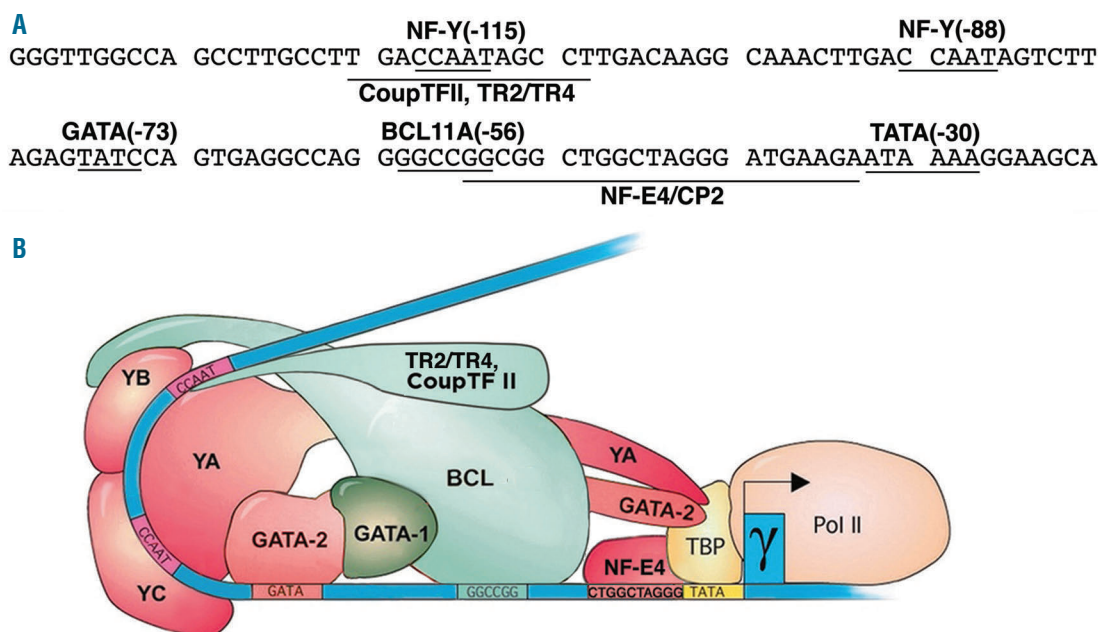 A
NF-Y(-115) NF-Y(-88)
GGGTTGGCCA GCCTTGCCTT GACCAATAGC CTTGACAAGG CAAACTTGAC CAATAGTCTT
CoupTFII, TR2/TR4
GATA(-73) BCL11A(-56) TATA(-30)
AGAGTATCCA GTGAGGCCAG GGGCCGGCGG CTGGCTAGGG ATGAAGAATA AAAGGAAGCA
NF-E4/CP2
B
TR2/TR4,
CoupTF II
YB
CCAAT
YA
YA
BCL
GATA-2
Pol II
GATA-2
GATA-1
TBP
γ
CCAAT
NF-E4
YC
GATA
GGCCGG
CTGGCTAGGG
TATA